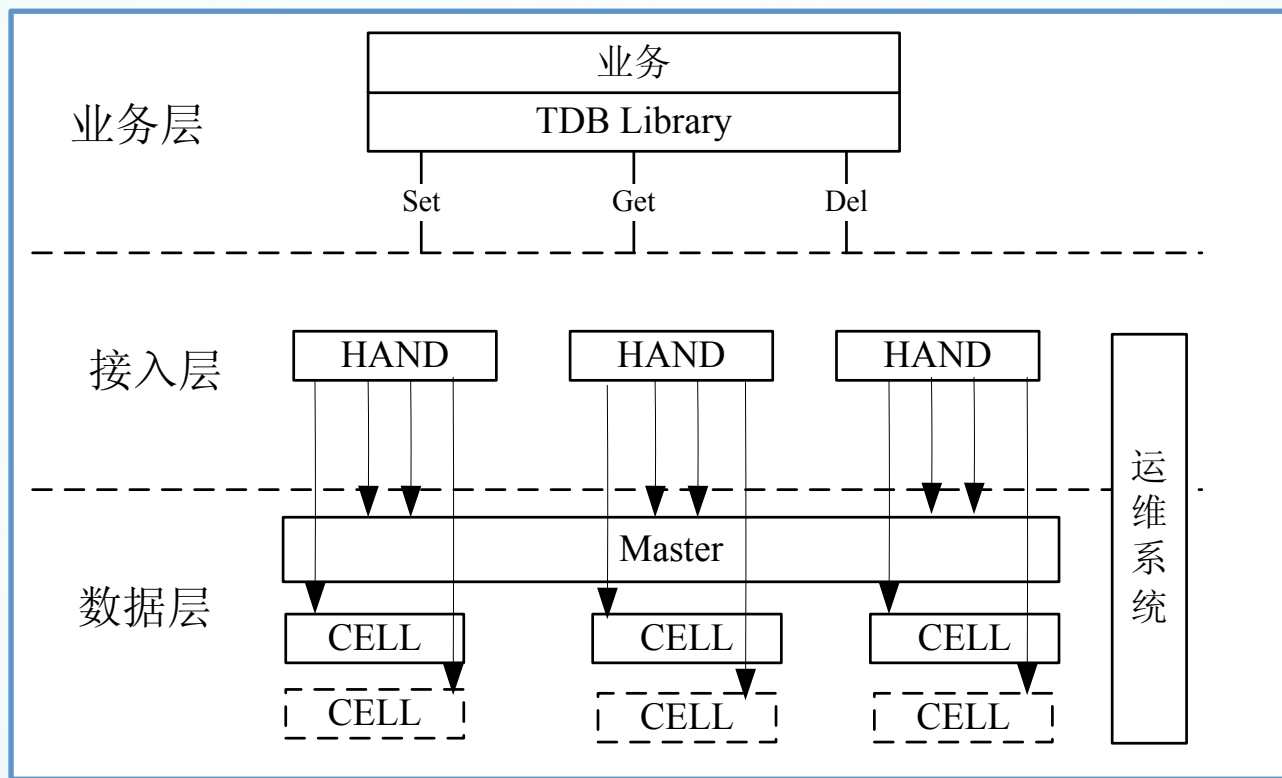 业务
业务层
TDB Library
Set Get Del
接入层
HAND HAND HAND
运维系统
Master
数据层
CELL CELL CELL
CELL CELL CELL